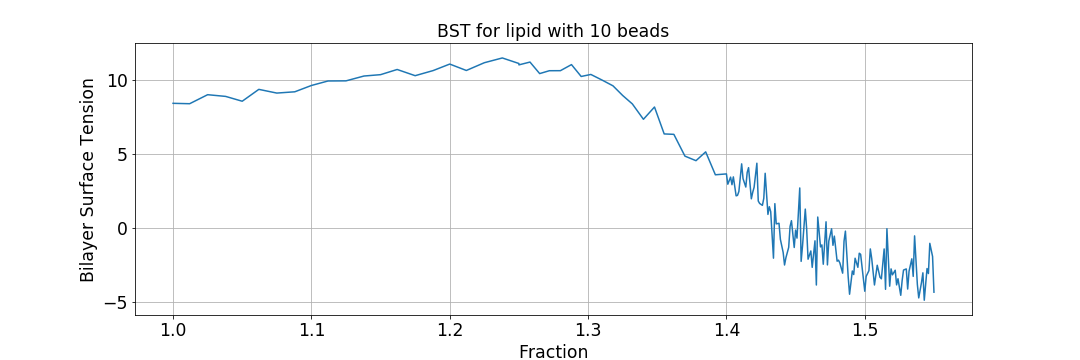 BST for lipid with 10 beads
Bilayer Surface Tension
10
5
0
−5
1.0 1.1 1.2 1.3 1.4 1.5
Fraction